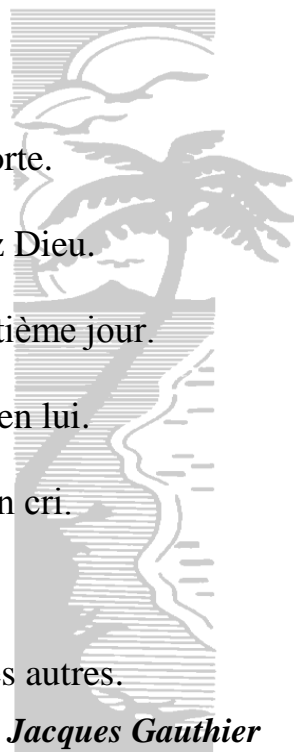 orte.
z Dieu.
tième jour.
en lui.
n cri.
s autres.
Jacques Gauthier